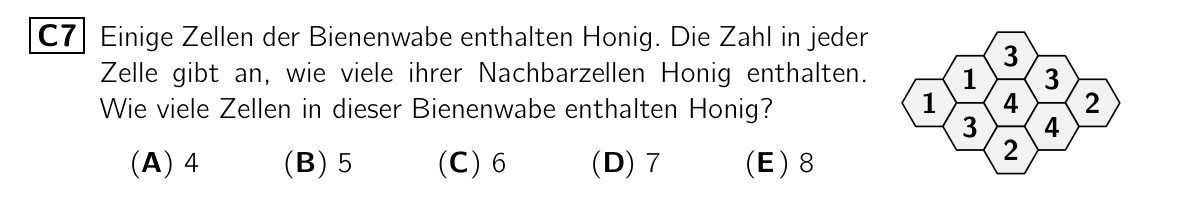 C7 Einige Zellen der Bienenwabe enthalten Honig. Die Zahl in jeder
Zelle gibt an, wie viele ihrer Nachbarzellen Honig enthalten.
Wie viele Zellen in dieser Bienenwabe enthalten Honig?
(A) 4 (B) 5 (C) 6 (D) 7 (E) 8
3
1 3
1 4 2
3 4
2